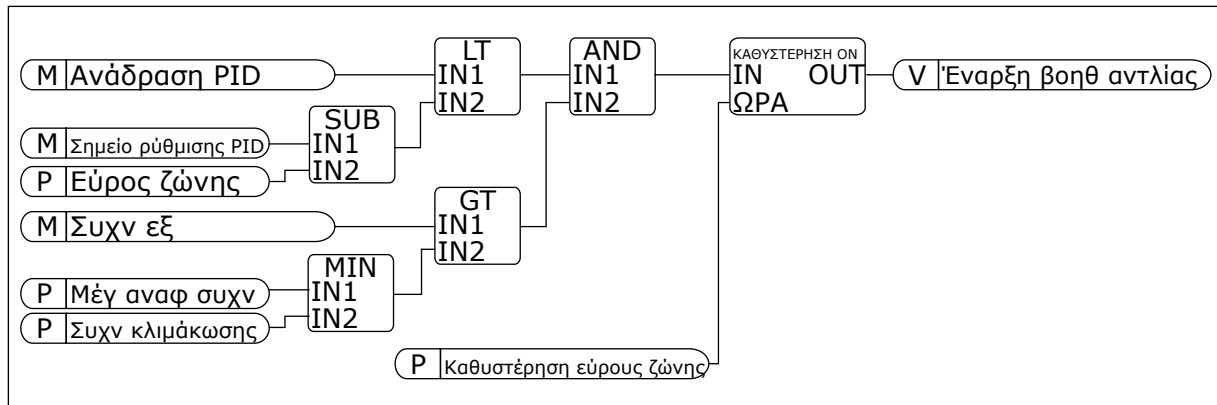 LT
AND
ΚΑΘΥΣΤΕΡΗΣΗ ON
M Ανάδραση PID
IN1
IN1
IN OUT
V Έναρξη βοηθ αντλίας
IN2
IN2
ΩΡΑ
SUB
M Σημείο ρύθμισης PID
IN1
P Εύρος ζώνης
IN2
GT
M Συχν εξ
IN1
IN2
MIN
P Μέγ αναφ συχν
IN1
P Συχν κλιμάκωσης
IN2
P Καθυστέρηση εύρους ζώνης